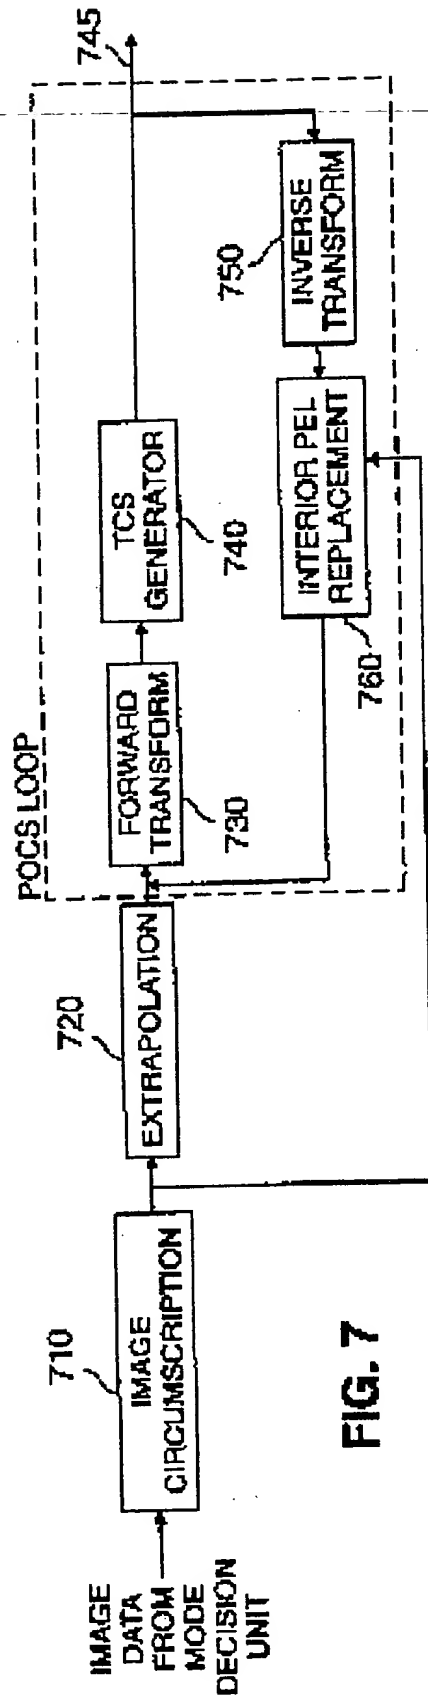 IMAGE
DATA
FROM
MODE
DECISION
UNIT
710
IMAGE
CIRCUMSCRIPTION
720
EXTRAPOLATION
POCS LOOP
FORWARD
TRANSFORM
730
TCS
GENERATOR
740
745
750
INVERSE
TRANSFORM
INTERIOR PEL
REPLACEMENT
760
FIG. 7